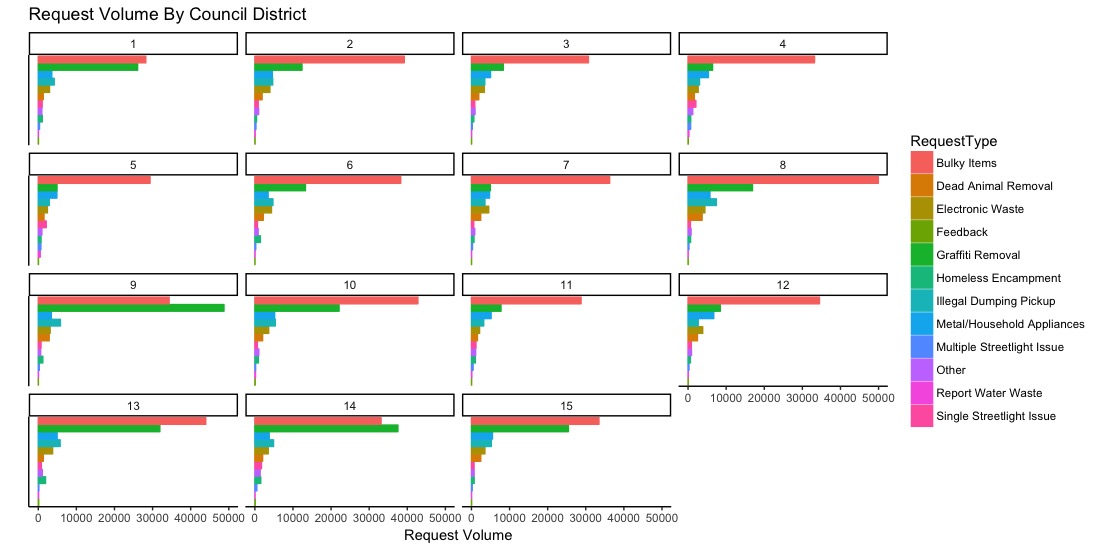 Request Volume By Council District
1 2 3 4
5 6 7 8
9 10 11 12
0 10000 20000 30000 40000 50000
13 14 15
0 10000 20000 30000 40000 50000 0 10000 20000 30000 40000 50000 0 10000 20000 30000 40000 50000
Request Volume
RequestType
Bulky Items
Dead Animal Removal
Electronic Waste
Feedback
Graffiti Removal
Homeless Encampment
Illegal Dumping Pickup
Metal/Household Appliances
Multiple Streetlight Issue
Other
Report Water Waste
Single Streetlight Issue